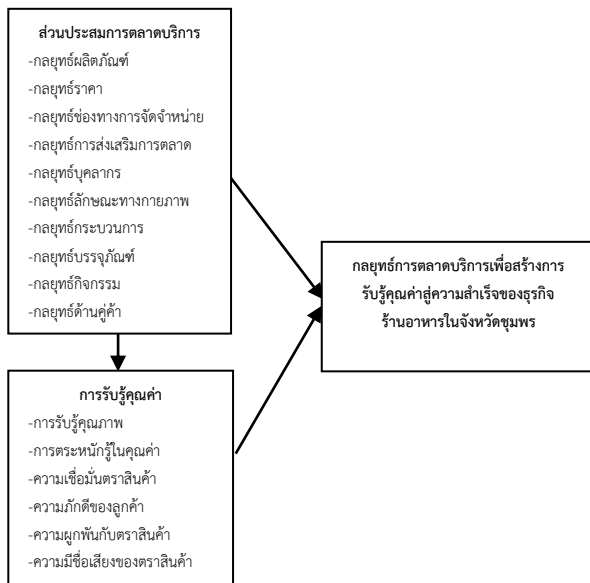 ส่วนประสมการตลาดบริการ
-กลยุทธ์ผลิตภัณฑ์
-กลยุทธ์ราคา
-กลยุทธ์ช่องทางการจัดจำหน่าย
-กลยุทธ์การส่งเสริมการตลาด
-กลยุทธ์บุคลากร
-กลยุทธ์ลักษณะทางกายภาพ
-กลยุทธ์กระบวนการ
-กลยุทธ์บรรจุภัณฑ์
-กลยุทธ์กิจกรรม
-กลยุทธ์ด้านคู่ค้า
กลยุทธ์การตลาดบริการเพื่อสร้างการ
รับรู้คุณค่าสู่ความสำเร็จของธุรกิจ
ร้านอาหารในจังหวัดชุมพร
การรับรู้คุณค่า
-การรับรู้คุณภาพ
-การตระหนักรู้ในคุณค่า
-ความเชื่อมั่นตราสินค้า
-ความภักดีของลูกค้า
-ความผูกพันกับตราสินค้า
-ความมีชื่อเสียงของตราสินค้า